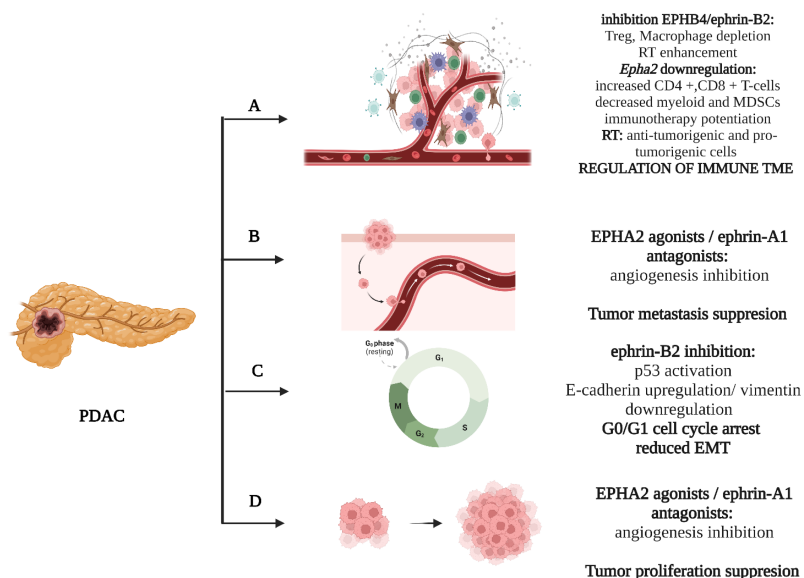 A
inhibition EPHB4/ephrin-B2:
Treg, Macrophage depletion
RT enhancement
Epha2 downregulation:
increased CD4 +,CD8 + T-cells
decreased myeloid and MDSCs
immunotherapy potentiation
RT: anti-tumorigenic and pro-
tumorigenic cells
REGULATION OF IMMUNE TME
B
EPHA2 agonists / ephrin-A1
antagonists:
angiogenesis inhibition
Tumor metastasis suppresion
PDAC
C
G₀ phase
(resting)
G₁
S
G₂
M
ephrin-B2 inhibition:
p53 activation
E-cadherin upregulation/ vimentin
downregulation
G0/G1 cell cycle arrest
reduced EMT
D
EPHA2 agonists / ephrin-A1
antagonists:
angiogenesis inhibition
Tumor proliferation suppresion